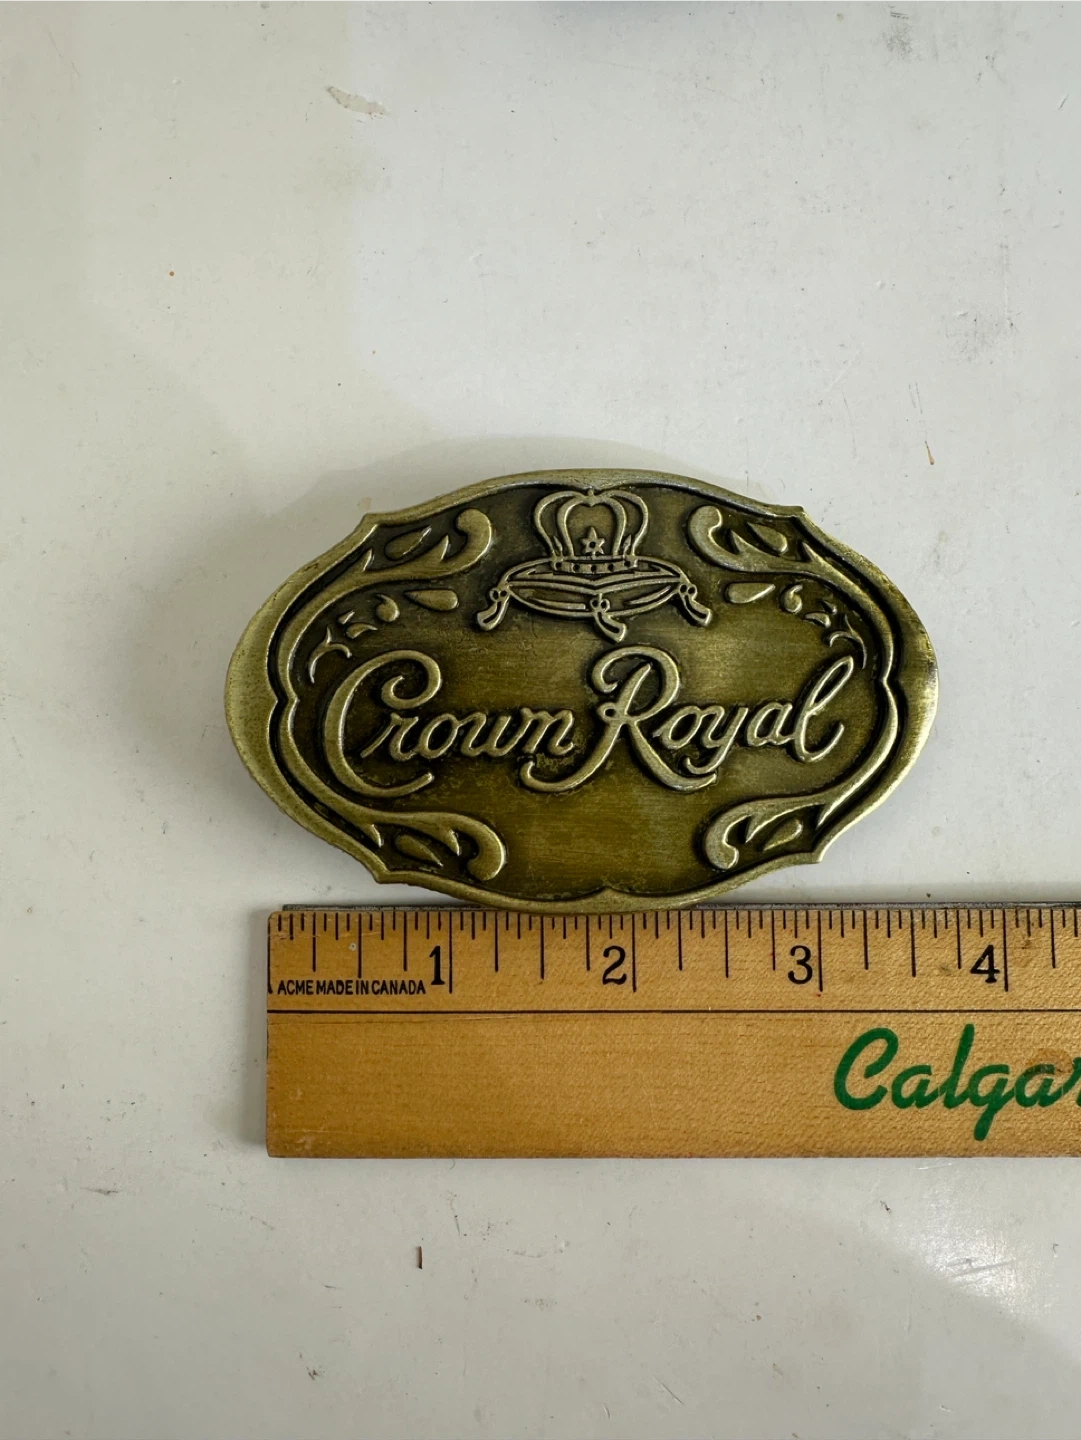 Crown Royal
1 2 3 4
ACME MADE IN CANADA
Calgar